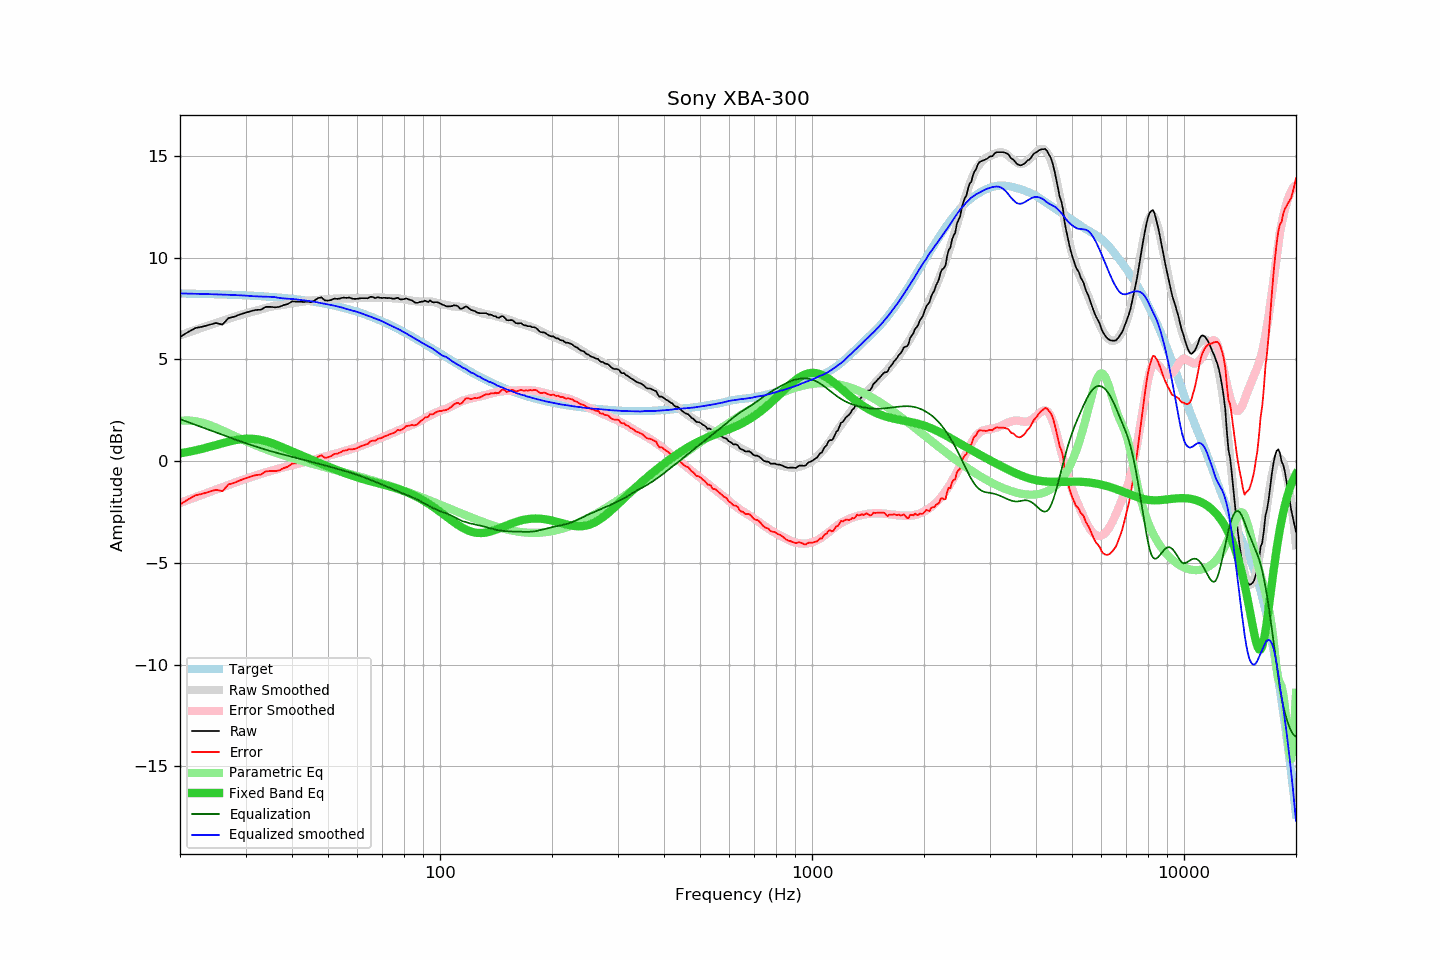 Sony XBA-300
Amplitude (dBr)
15
10
5
0
−5
−10
−15
Target
Raw Smoothed
Error Smoothed
Raw
Error
Parametric Eq
Fixed Band Eq
Equalization
Equalized smoothed
100
1000
10000
Frequency (Hz)